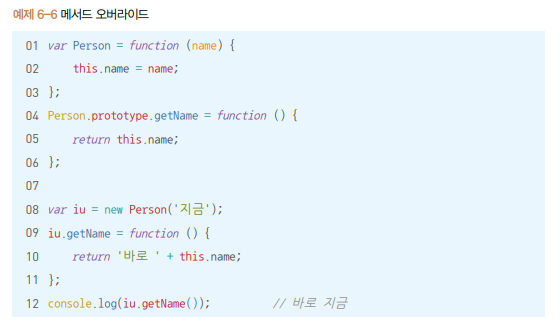 예제 6-6 메서드 오버라이드
01 var Person = function (name) {
02     this.name = name;
03 };
04 Person.prototype.getName = function () {
05     return this.name;
06 };
07
08 var iu = new Person('지금');
09 iu.getName = function () {
10     return '바로 ' + this.name;
11 };
12 console.log(iu.getName());          // 바로 지금